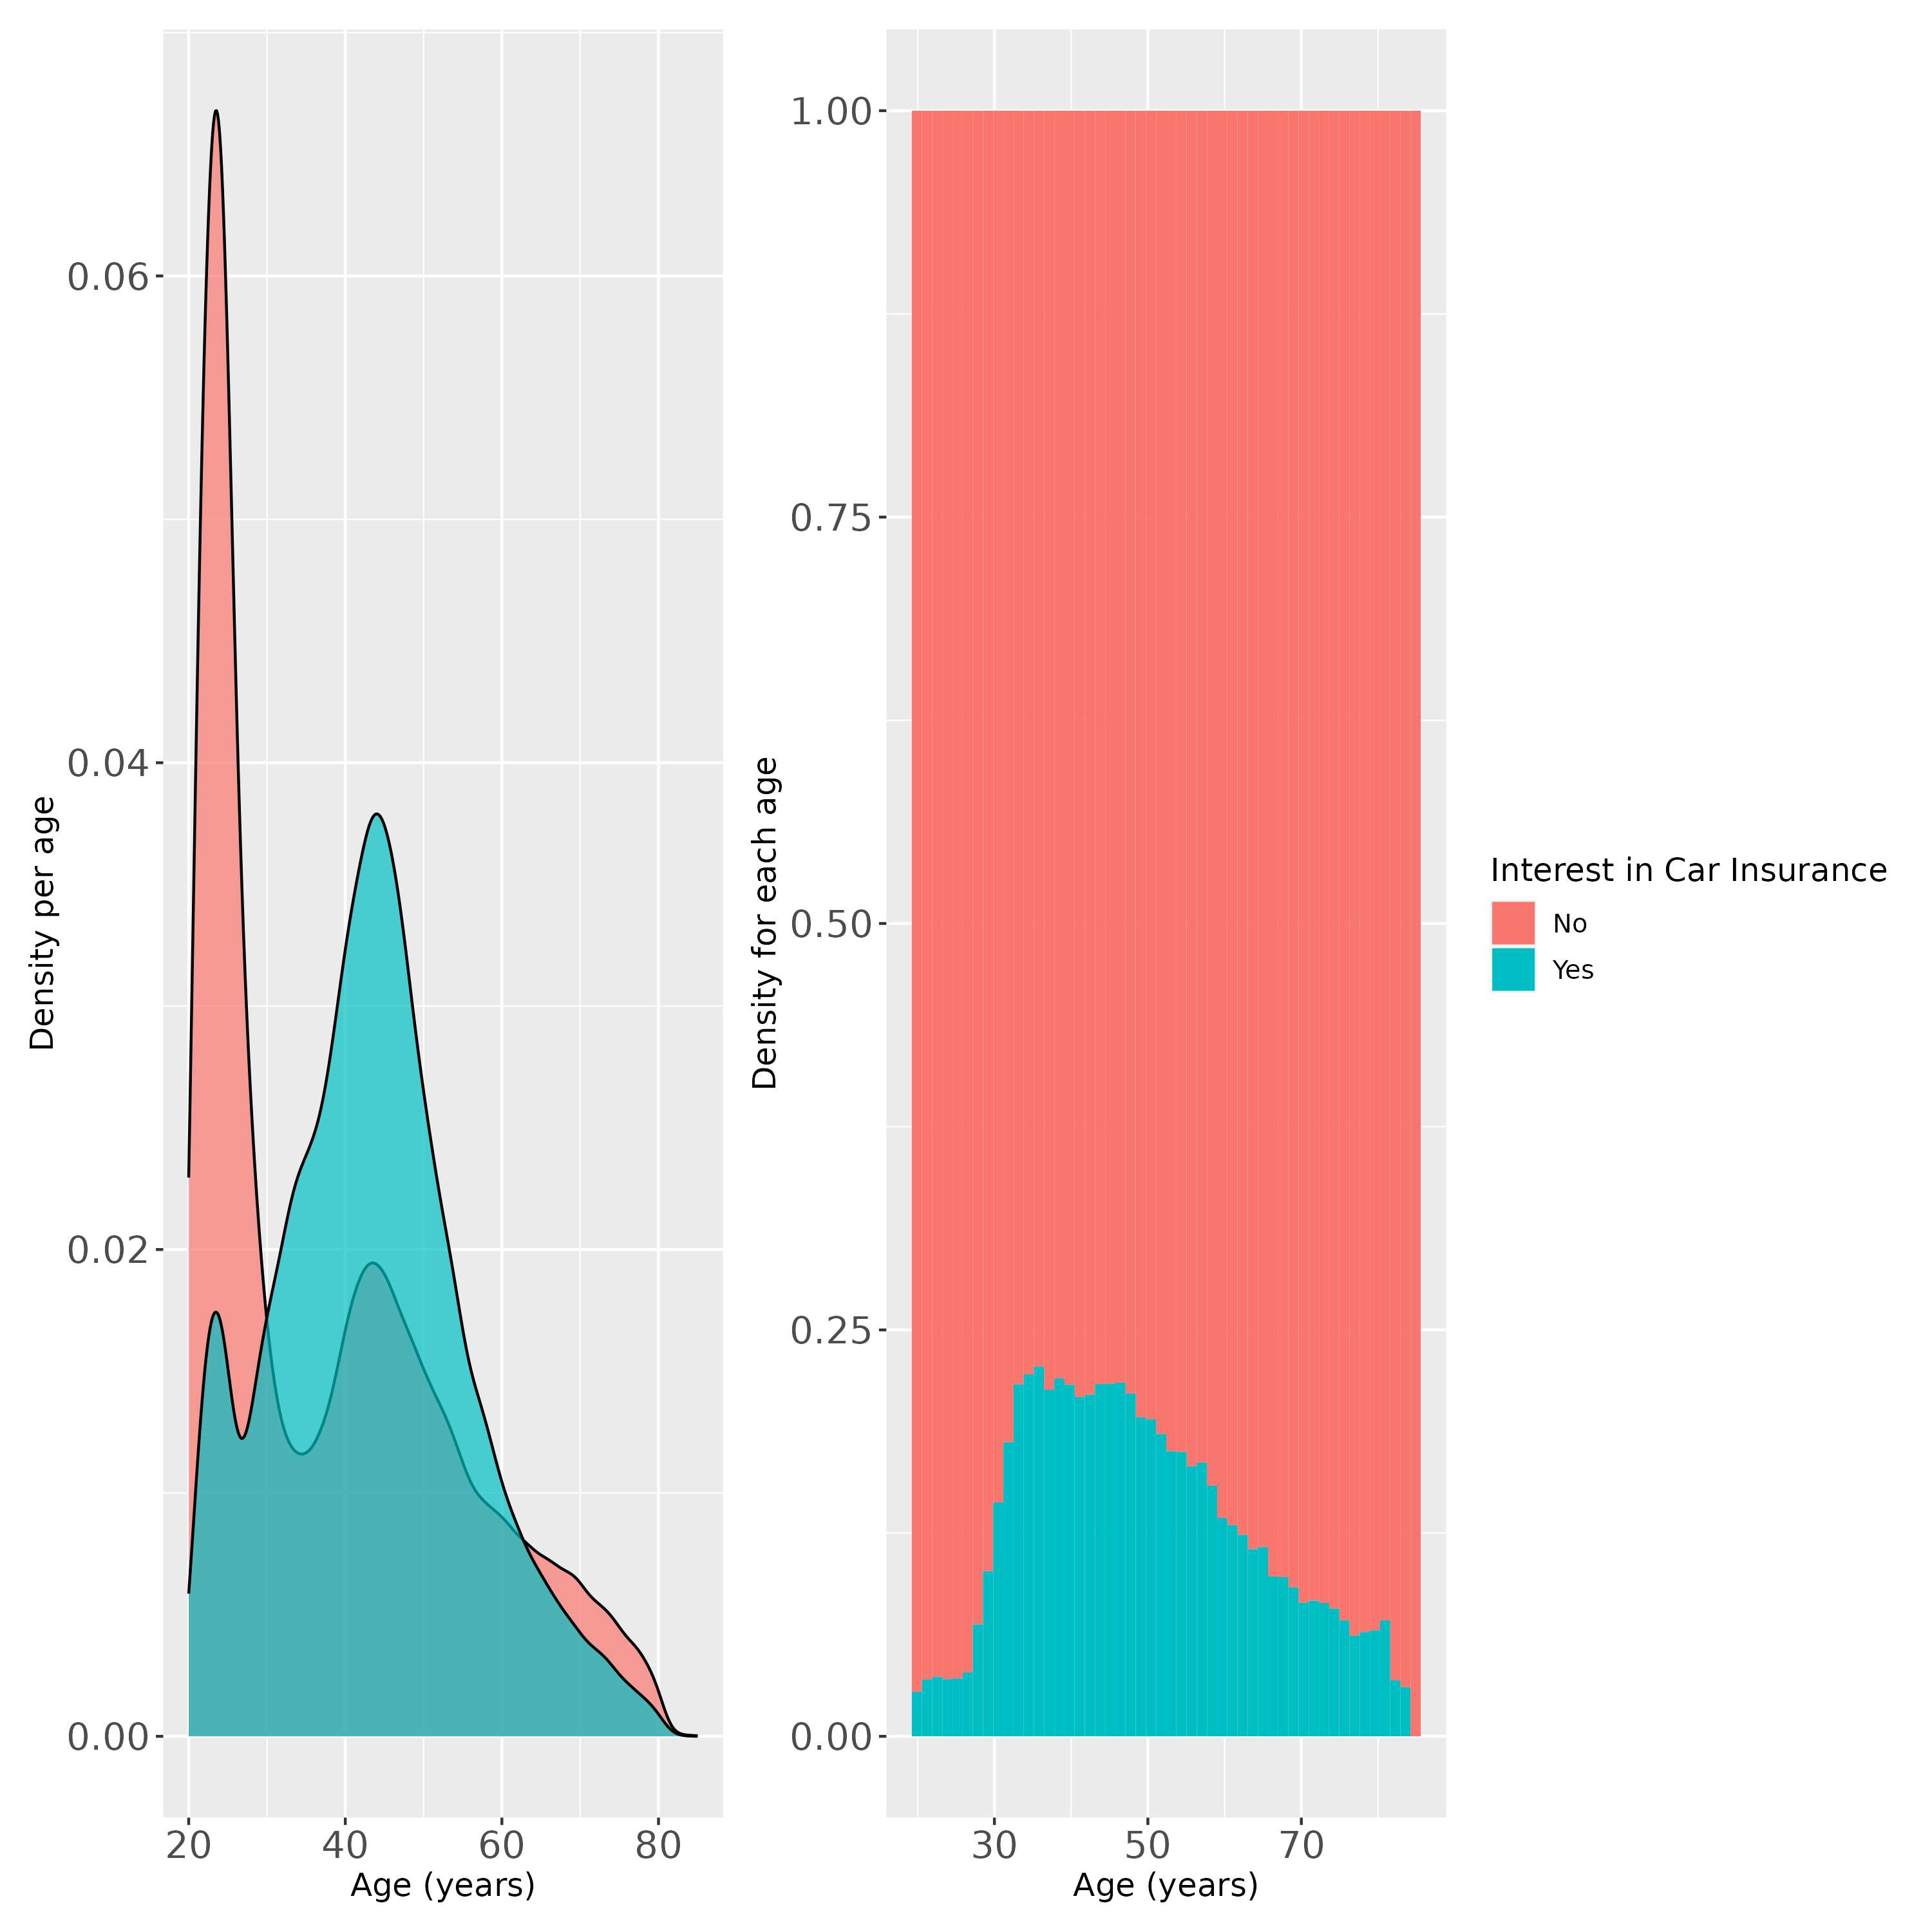 Density per age
0.06
0.04
0.02
0.00
20 40 60 80
Age (years)
Density for each age
1.00
0.75
0.50
0.25
0.00
30 50 70
Age (years)
Interest in Car Insurance
No
Yes